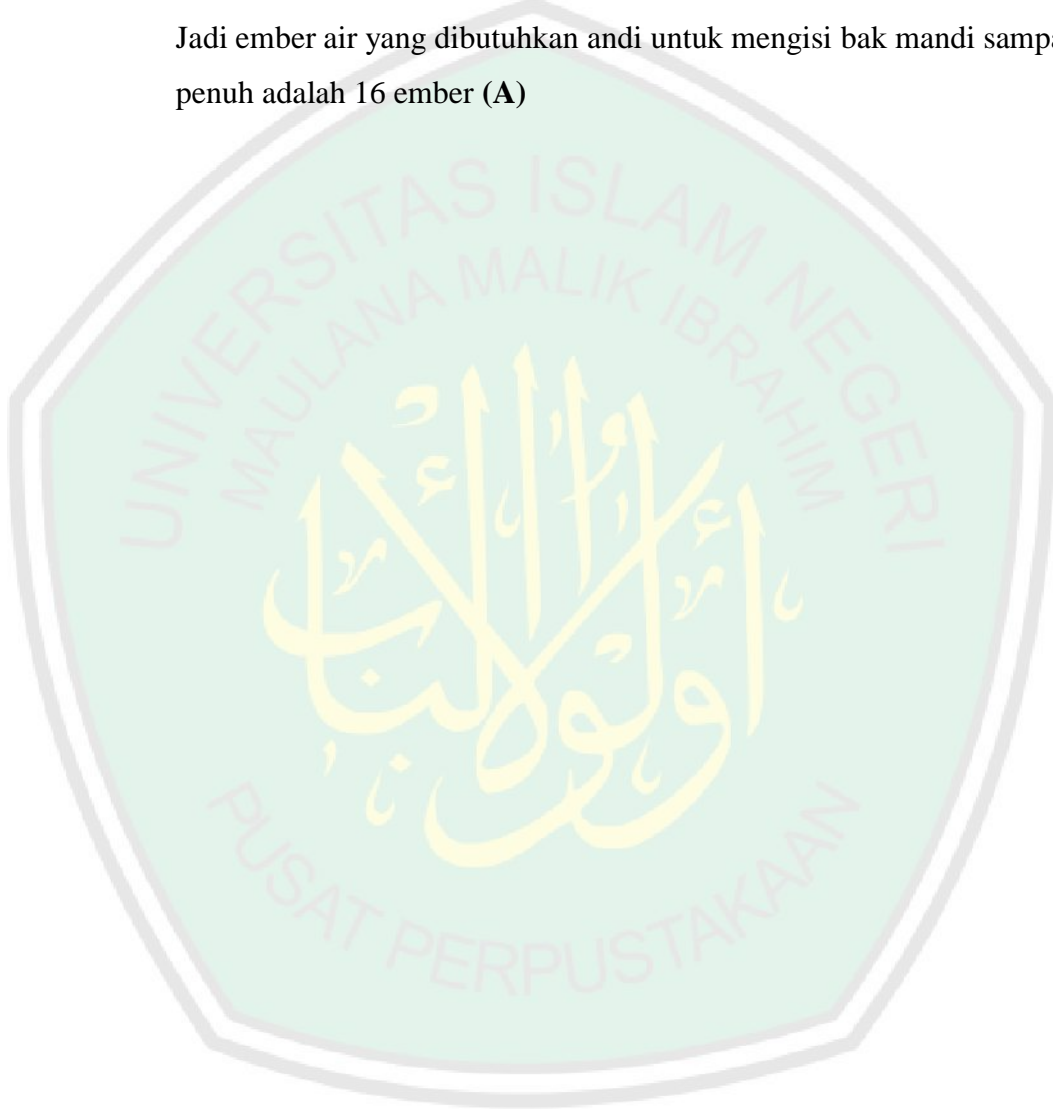 Jadi ember air yang dibutuhkan andi untuk mengisi bak mandi sampa
penuh adalah 16 ember (A)
UNIVERSITAS ISLAM NEGERI
MAULANA MALIK IBRAHIM
PUSAT PERPUSTAKAAN